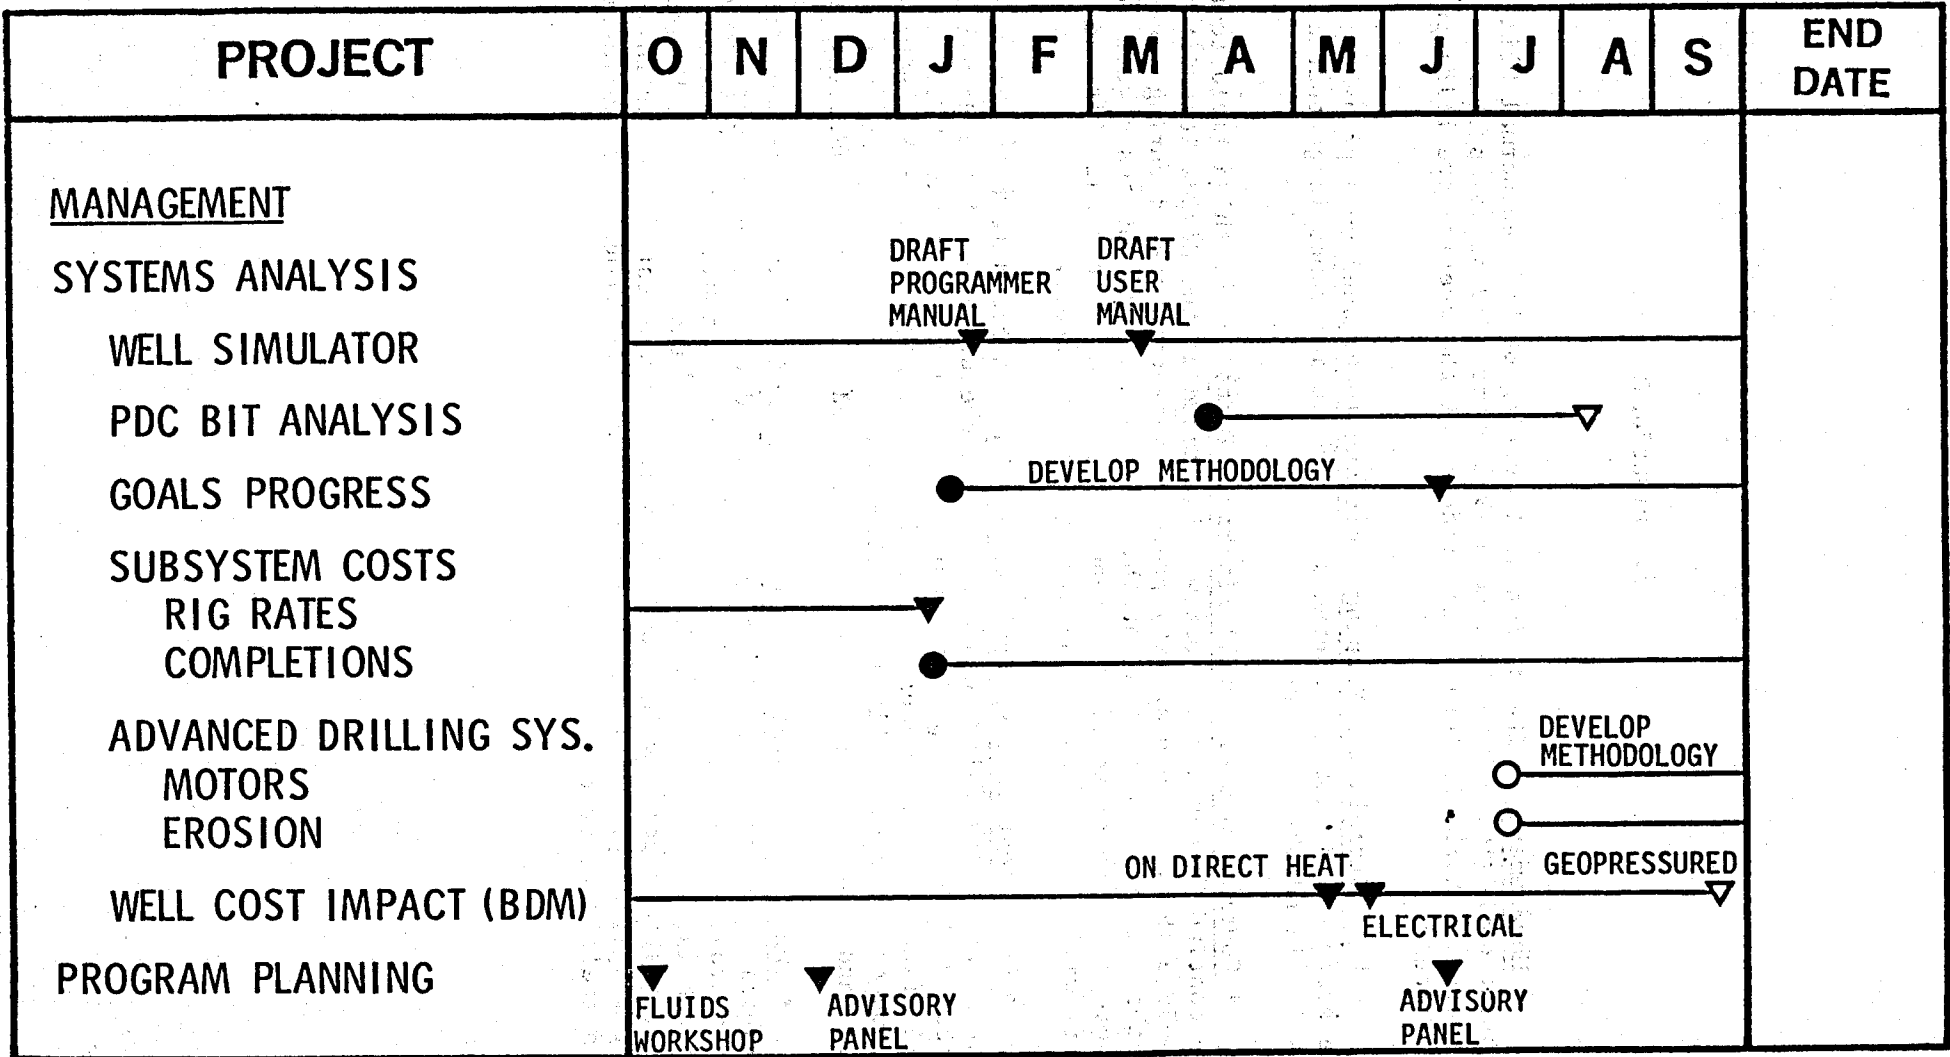 PROJECT O N D J F M A M J J A S END DATE
MANAGEMENT
SYSTEMS ANALYSIS
DRAFT PROGRAMMER MANUAL
DRAFT USER MANUAL
WELL SIMULATOR
PDC BIT ANALYSIS
GOALS PROGRESS
DEVELOP METHODOLOGY
SUBSYSTEM COSTS
RIG RATES
COMPLETIONS
ADVANCED DRILLING SYS.
DEVELOP
METHODOLOGY
MOTORS
EROSION
ON DIRECT HEAT
GEOPRESSURED
WELL COST IMPACT (BDM)
ELECTRICAL
PROGRAM PLANNING
FLUIDS
WORKSHOP
ADVISORY
PANEL
ADVISORY
PANEL